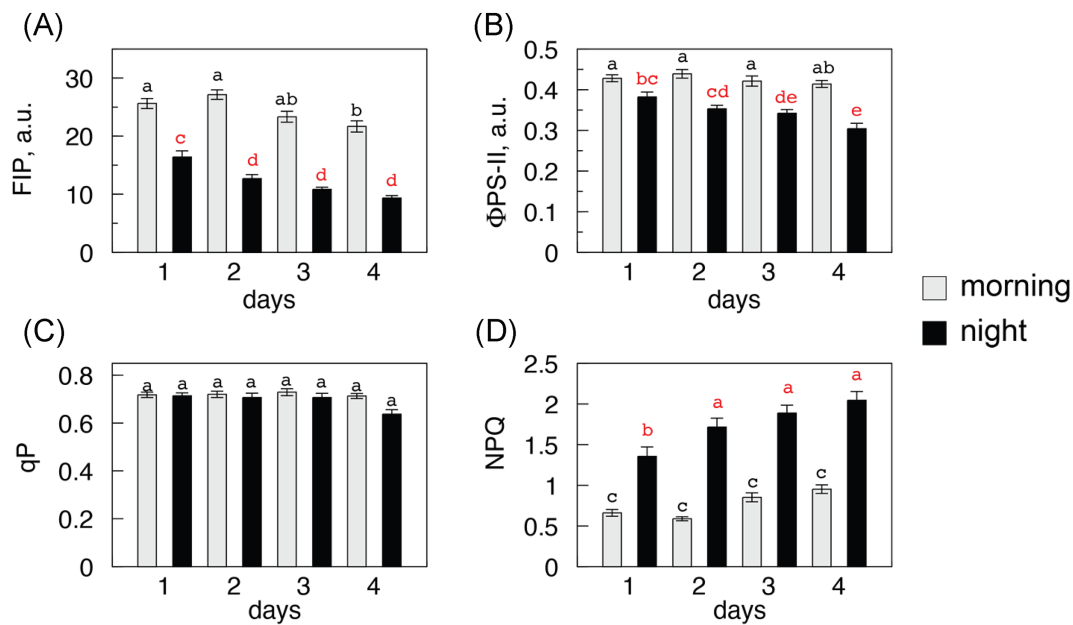 (A)
FIP, a.u.
30
20
10
0
a
c
a
d
ab
d
b
d
1 2 3 4
days
(B)
ΦPS-II, a.u.
0.5
0.4
0.3
0.2
0.1
0
a
bc
a
cd
a
de
ab
e
1 2 3 4
days
morning
night
(C)
qP
0.8
0.6
0.4
0.2
0
a a a a a a a a
1 2 3 4
days
(D)
NPQ
2.5
2
1.5
1
0.5
0
c
b
c
a
c
a
c
a
1 2 3 4
days